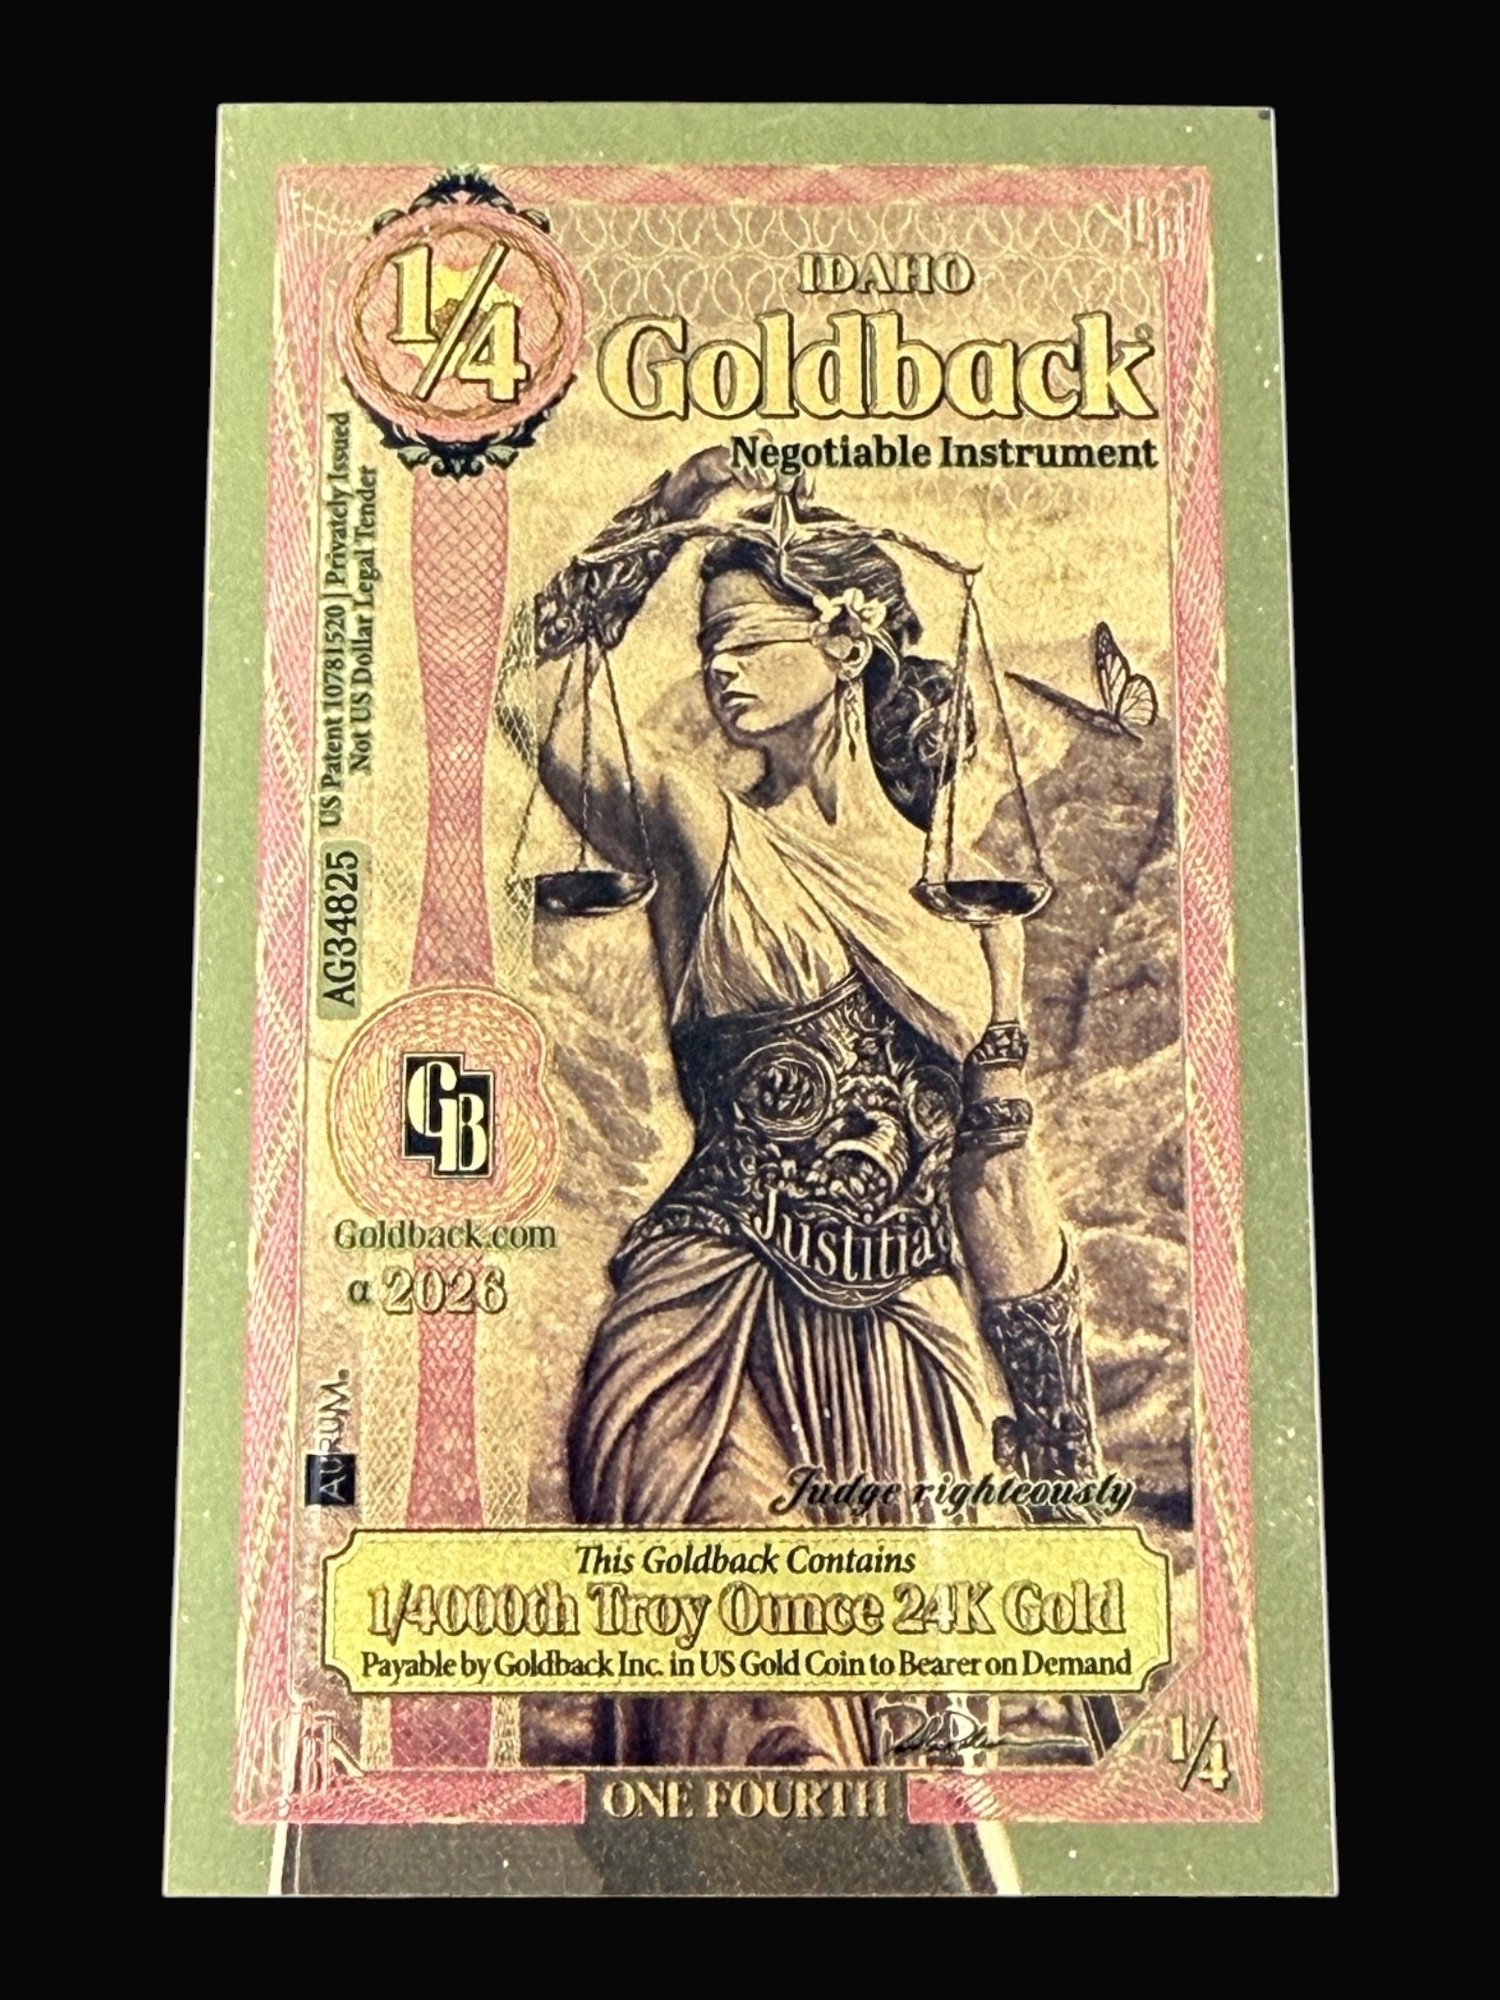 1/4
IDAHO
Goldback
Negotiable Instrument
US Patent 10781520 | Privately Issued
Not US Dollar Legal Tender
AG34825
GB
Goldback.com
α 2026
AURUM®
Justitia
Judge righteously
This Goldback Contains
1/4000th Troy Ounce 24K Gold
Payable by Goldback Inc. in US Gold Coin to Bearer on Demand
1/4
ONE FOURTH